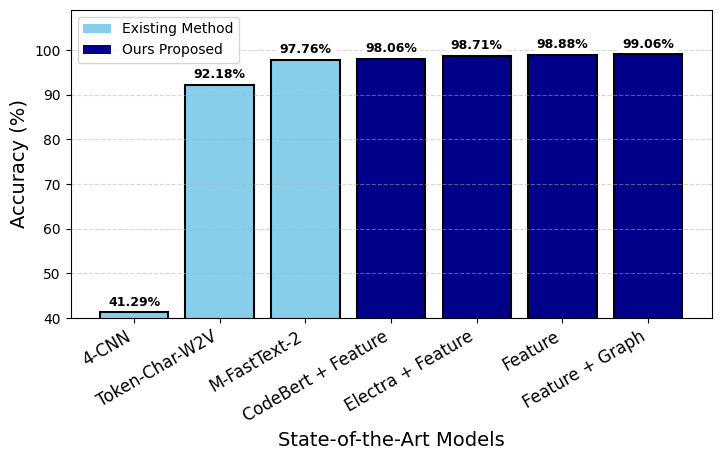 Existing Method
Ours Proposed
41.29%
92.18%
97.76%
98.06%
98.71%
98.88%
99.06%
Accuracy (%)
100
90
80
70
60
50
40
4-CNN
Token-Char-W2V
M-FastText-2
CodeBert + Feature
Electra + Feature
Feature
Feature + Graph
State-of-the-Art Models